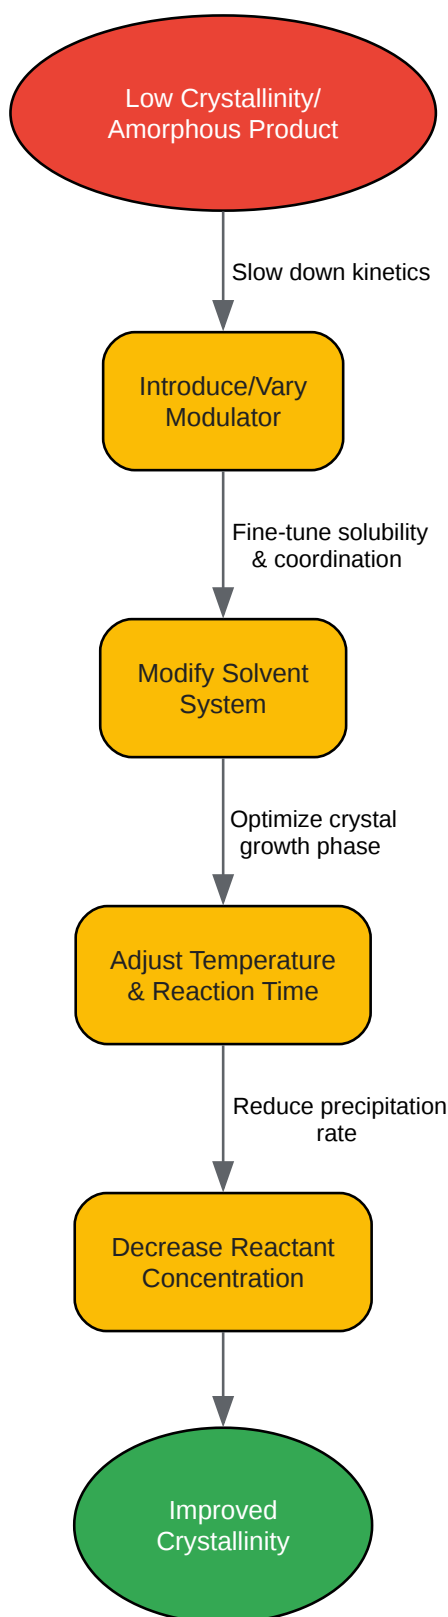 Low Crystallinity/
Amorphous Product
Slow down kinetics
Introduce/Vary
Modulator
Fine-tune solubility
& coordination
Modify Solvent
System
Optimize crystal
growth phase
Adjust Temperature
& Reaction Time
Reduce precipitation
rate
Decrease Reactant
Concentration
Improved
Crystallinity